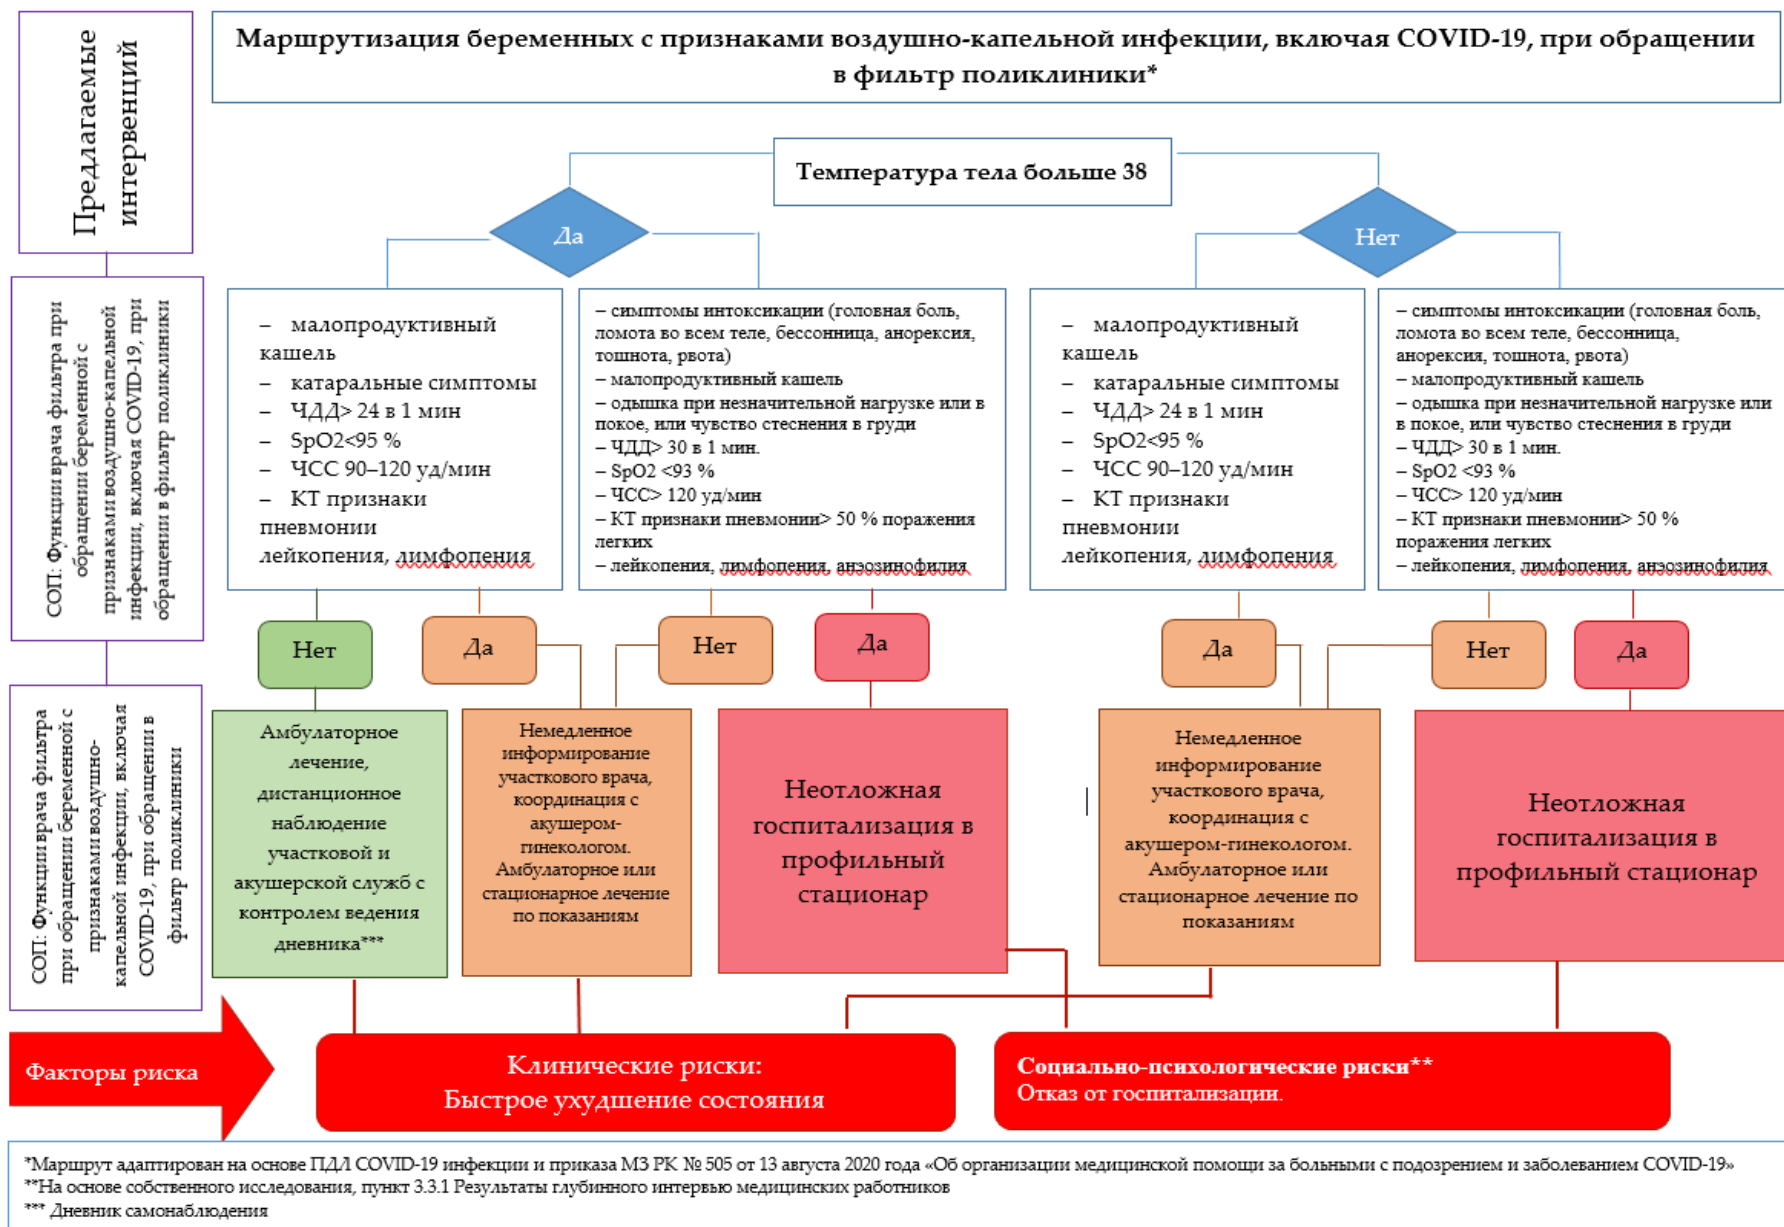 Предлагаемые
интервенций
Маршрутизация беременных с признаками воздушно-капельной инфекции, включая COVID-19, при обращении
в фильтр поликлиники*
Температура тела больше 38
Да
Нет
СОП: Функции врача фильтра при
обращении беременной с
признаками воздушно-капельной
инфекции, включая COVID-19, при
обращении в фильтр поликлиники
– малопродуктивный
кашель
– катаральные симптомы
– ЧДД> 24 в 1 мин
– SpO2<95 %
– ЧСС 90–120 уд/мин
– КТ признаки
пневмонии
лейкопения, лимфопения
– симптомы интоксикации (головная боль,
ломота во всем теле, бессонница, анорексия,
тошнота, рвота)
– малопродуктивный кашель
– одышка при незначительной нагрузке или в
покое, или чувство стеснения в груди
– ЧДД> 30 в 1 мин.
– SpO2 <93 %
– ЧСС> 120 уд/мин
– КТ признаки пневмонии> 50 % поражения
легких
– лейкопения, лимфопения, анэозинофилия
– малопродуктивный
кашель
– катаральные симптомы
– ЧДД> 24 в 1 мин
– SpO2<95 %
– ЧСС 90–120 уд/мин
– КТ признаки
пневмонии
лейкопения, лимфопения
– симптомы интоксикации (головная боль,
ломота во всем теле, бессонница,
анорексия, тошнота, рвота)
– малопродуктивный кашель
– одышка при незначительной нагрузке или
в покое, или чувство стеснения в груди
– ЧДД> 30 в 1 мин.
– SpO2 <93 %
– ЧСС> 120 уд/мин
– КТ признаки пневмонии> 50 %
поражения легких
– лейкопения, лимфопения, анэозинофилия
Нет
Да
Нет
Да
Да
Нет
Да
СОП: Функции врача фильтра
при обращении беременной с
признаками воздушно-
капельной инфекции, включая
COVID-19, при обращении в
фильтр поликлиники
Амбулаторное
лечение,
дистанционное
наблюдение
участковой и
акушерской служб с
контролем ведения
дневника***
Немедленное
информирование
участкового врача,
координация с
акушером-
гинекологом.
Амбулаторное или
стационарное лечение
по показаниям
Неотложная
госпитализация в
профильный
стационар
Немедленное
информирование
участкового врача,
координация с
акушером-гинекологом.
Амбулаторное или
стационарное лечение по
показаниям
Неотложная
госпитализация в
профильный стационар
Факторы риска
Клинические риски:
Быстрое ухудшение состояния
Социально-психологические риски**
Отказ от госпитализации.
*Маршрут адаптирован на основе ПДЛ COVID-19 инфекции и приказа МЗ РК № 505 от 13 августа 2020 года «Об организации медицинской помощи за больными с подозрением и заболеванием COVID-19»
**На основе собственного исследования, пункт 3.3.1 Результаты глубинного интервью медицинских работников
*** Дневник самонаблюдения